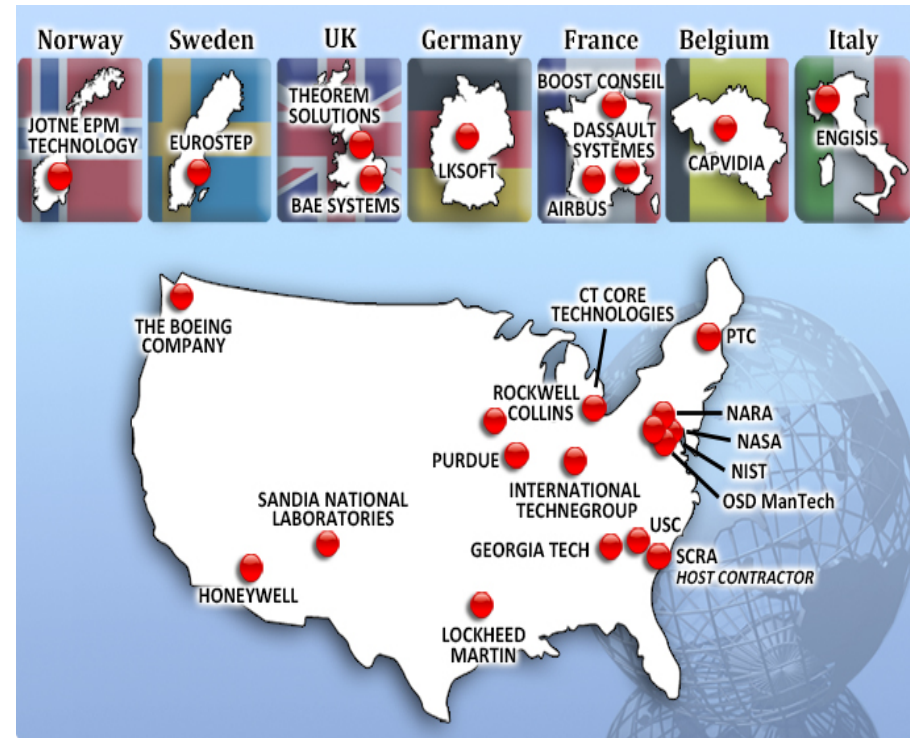 Norway
Sweden
UK
Germany
France
Belgium
Italy
JOTNE EPM
TECHNOLOGY
EUROSTEP
THEOREM
SOLUTIONS
BAE SYSTEMS
LKSOFT
BOOST CONSEIL
DASSAULT
SYSTEMES
AIRBUS
CAPVIDIA
ENGISIS
THE BOEING
COMPANY
CT CORE
TECHNOLOGIES
PTC
ROCKWELL
COLLINS
NARA
NASA
NIST
OSD ManTech
PURDUE
INTERNATIONAL
TECHNEGROUP
SANDIA NATIONAL
LABORATORIES
USC
GEORGIA TECH
SCRA
HOST CONTRACTOR
HONEYWELL
LOCKHEED
MARTIN